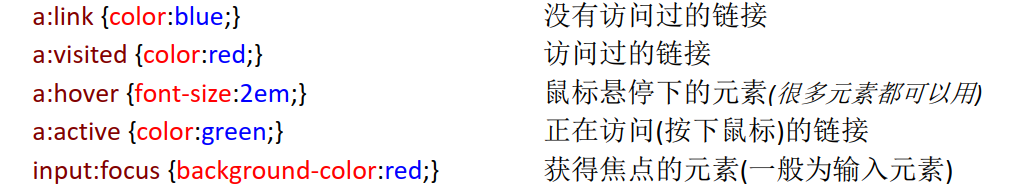 a:link {color:blue;} 没有访问过的链接
a:visited {color:red;} 访问过的链接
a:hover {font-size:2em;} 鼠标悬停下的元素(很多元素都可以用)
a:active {color:green;} 正在访问(按下鼠标)的链接
input:focus {background-color:red;} 获得焦点的元素(一般为输入元素)